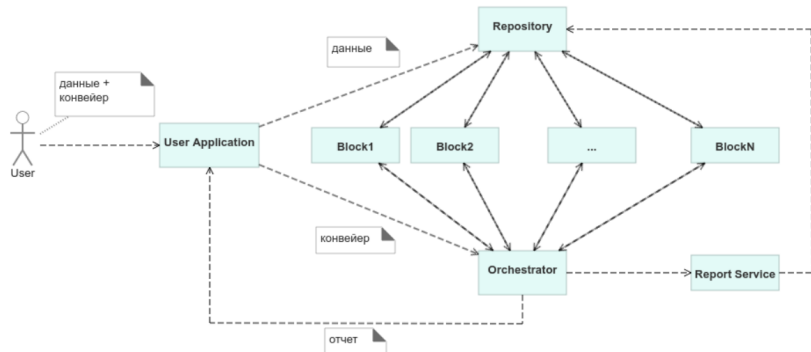 Repository
данные
данные +
конвейер
User Application
Block1
Block2
...
BlockN
User
конвейер
Orchestrator
Report Service
отчет